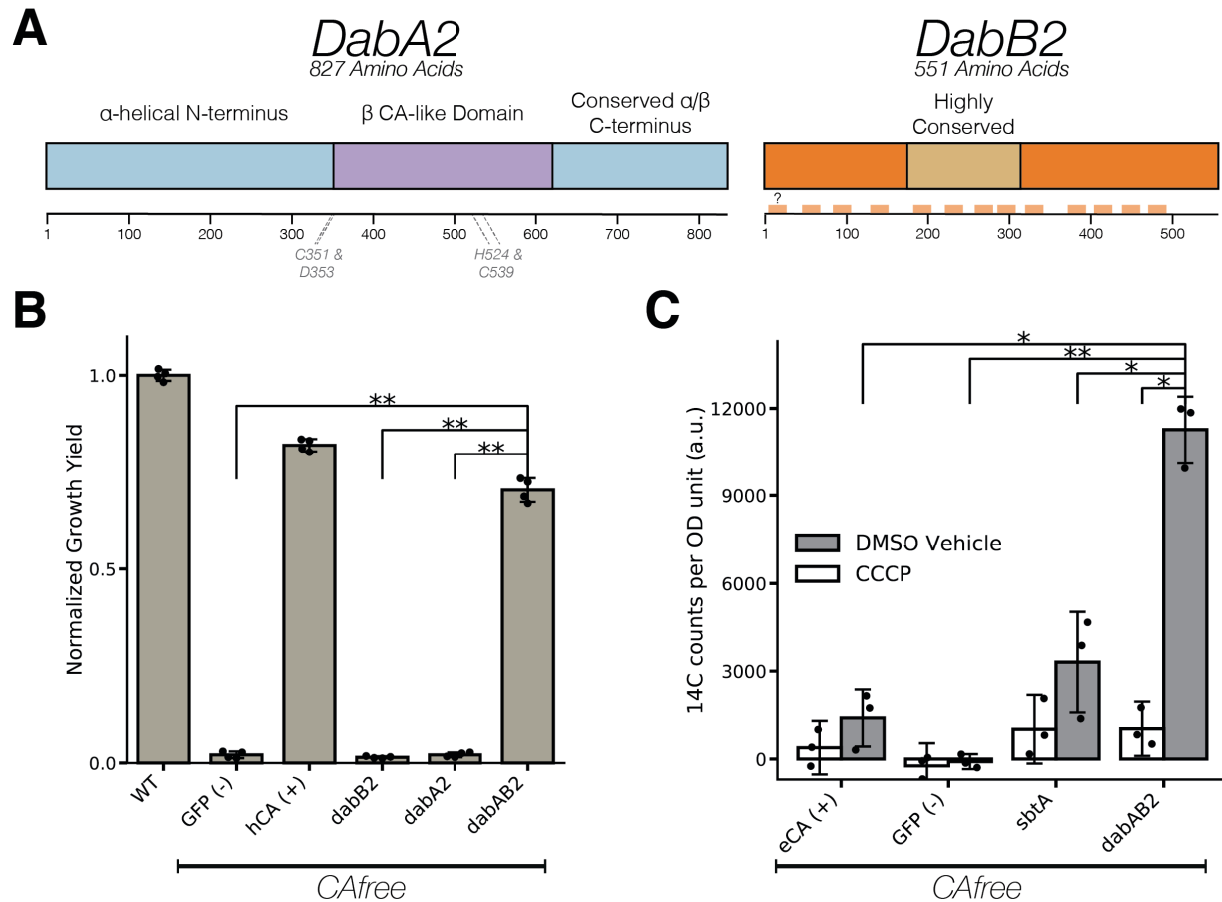 A
DabA2
827 Amino Acids
α-helical N-terminus
β CA-like Domain
Conserved α/β
C-terminus
1 100 200 300 400 500 600 700 800
C351 &
D353
H524 &
C539
DabB2
551 Amino Acids
Highly
Conserved
?
1 100 200 300 400 500
B
Normalized Growth Yield
1.0
0.5
0.0
**
**
**
WT
GFP (-)
hCA (+)
dabB2
dabA2
dabAB2
CAfree
C
14C counts per OD unit (a.u.)
12000
9000
6000
3000
0
*
**
*
*
DMSO Vehicle
CCCP
eCA (+)
GFP (-)
sbtA
dabAB2
CAfree